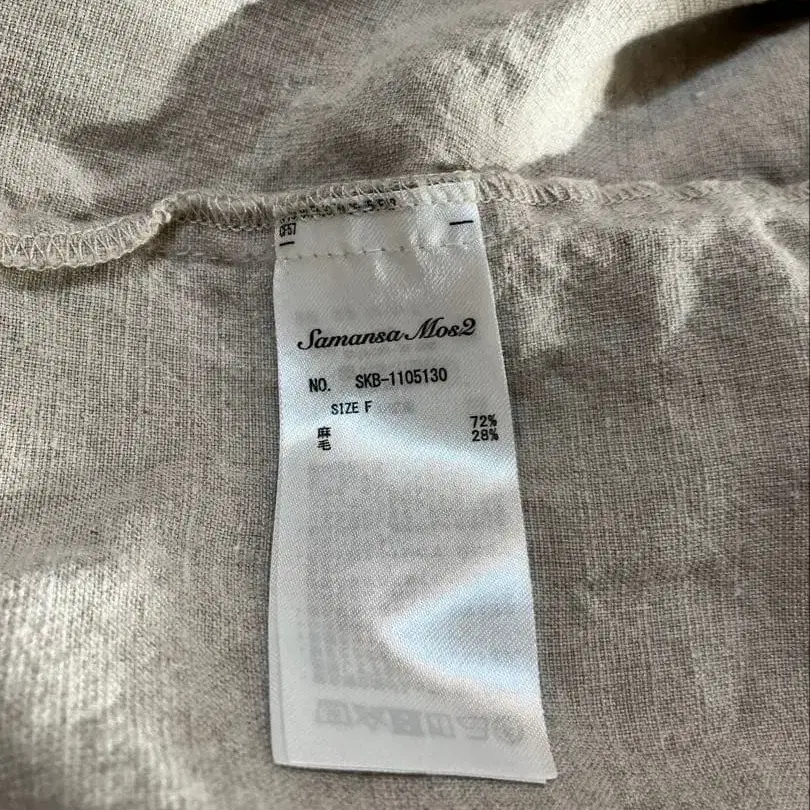 CF57
Samansa Mos2
NO. SKB-1105130
SIZE F
麻 72%
毛 28%